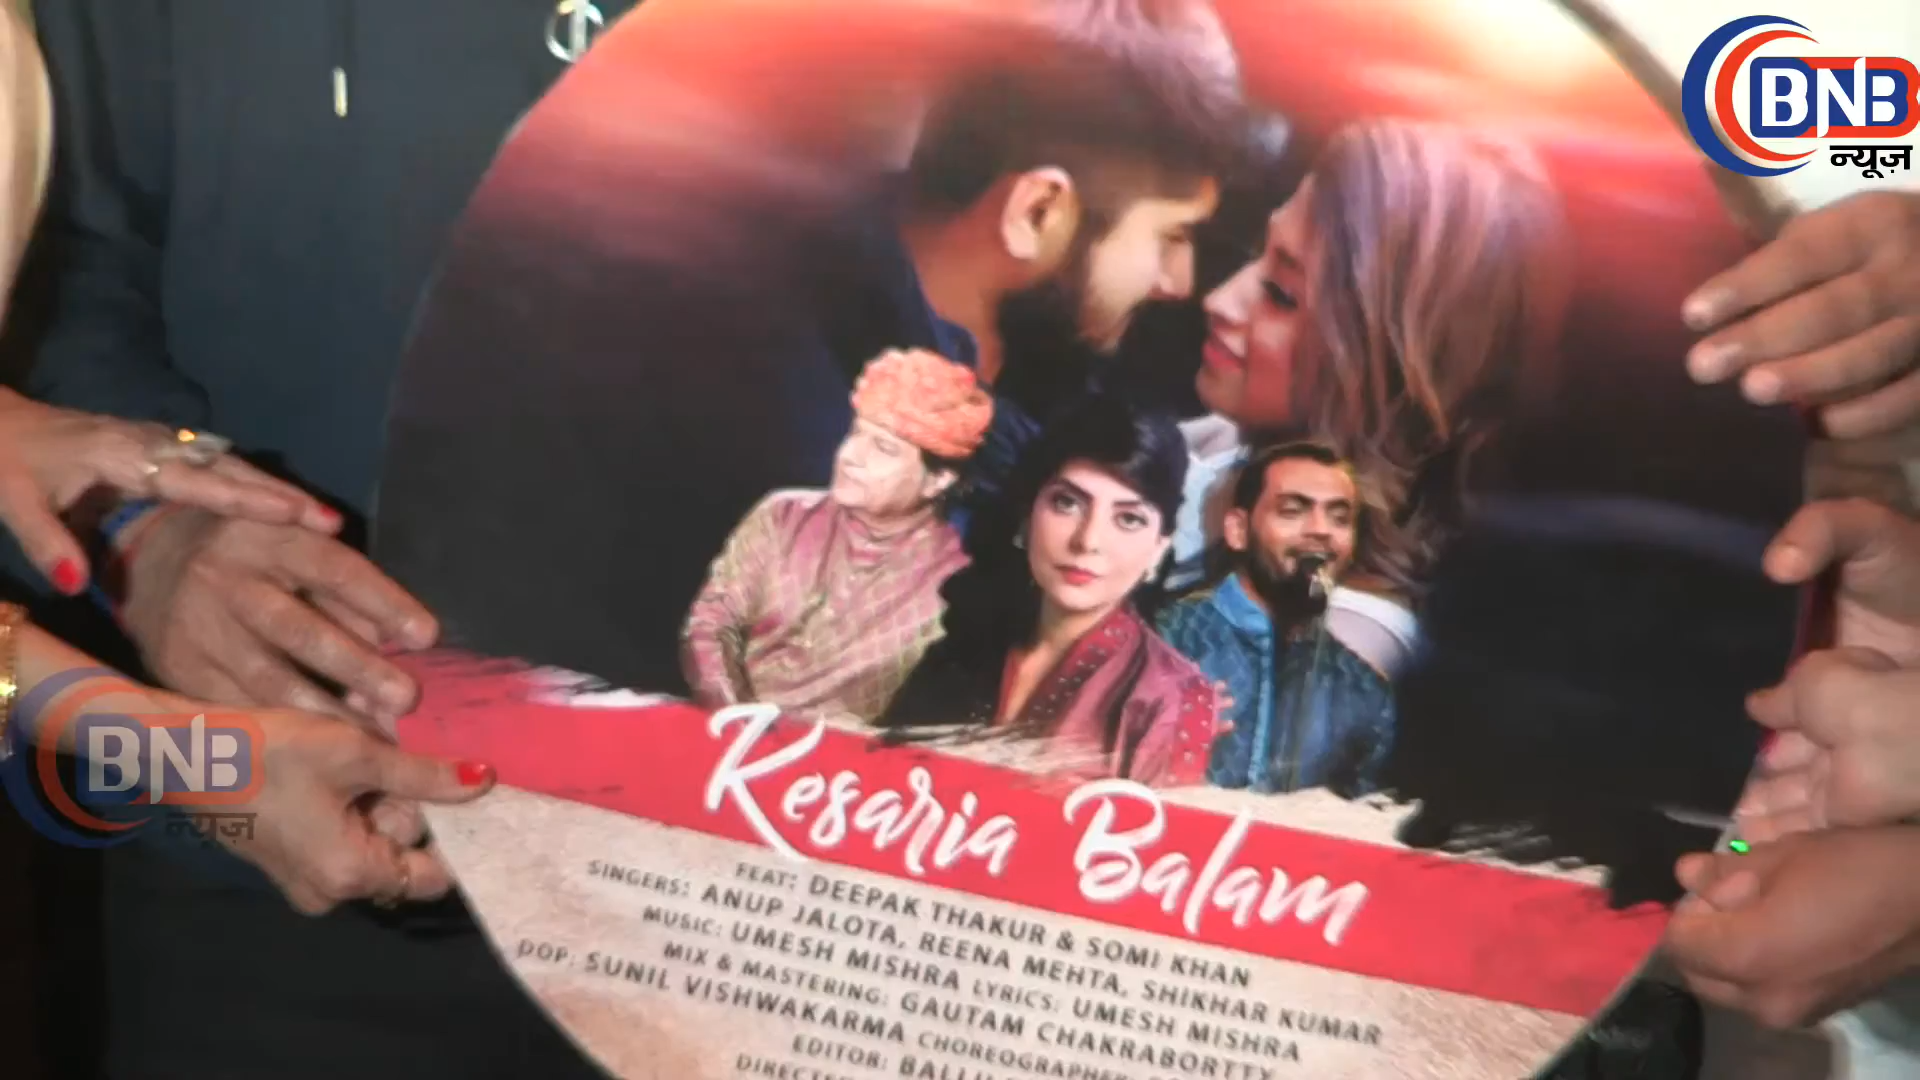 BNB
न्यूज़
Kesaria Balam
FEAT: DEEPAK THAKUR & SOMI KHAN
SINGERS: ANUP JALOTA, REENA MEHTA, SHIKHAR KUMAR
MUSIC: UMESH MISHRA LYRICS: UMESH MISHRA
MIX & MASTERING: GAUTAM CHAKRABORTTY
DOP: SUNIL VISHWAKARMA CHOREOGRAPHER:
EDITOR:
BNB
न्यूज़